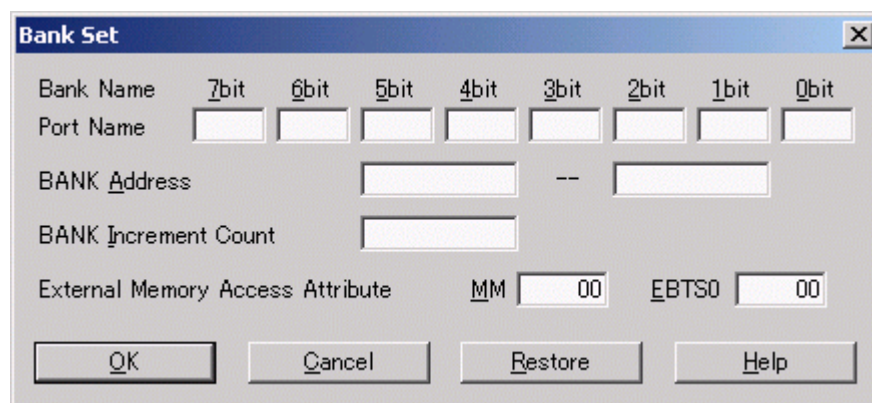 Bank Set
Bank Name 7bit 6bit 5bit 4bit 3bit 2bit 1bit 0bit
Port Name
BANK Address --
BANK Increment Count
External Memory Access Attribute MM 00 EBTS0 00
OK Cancel Restore Help